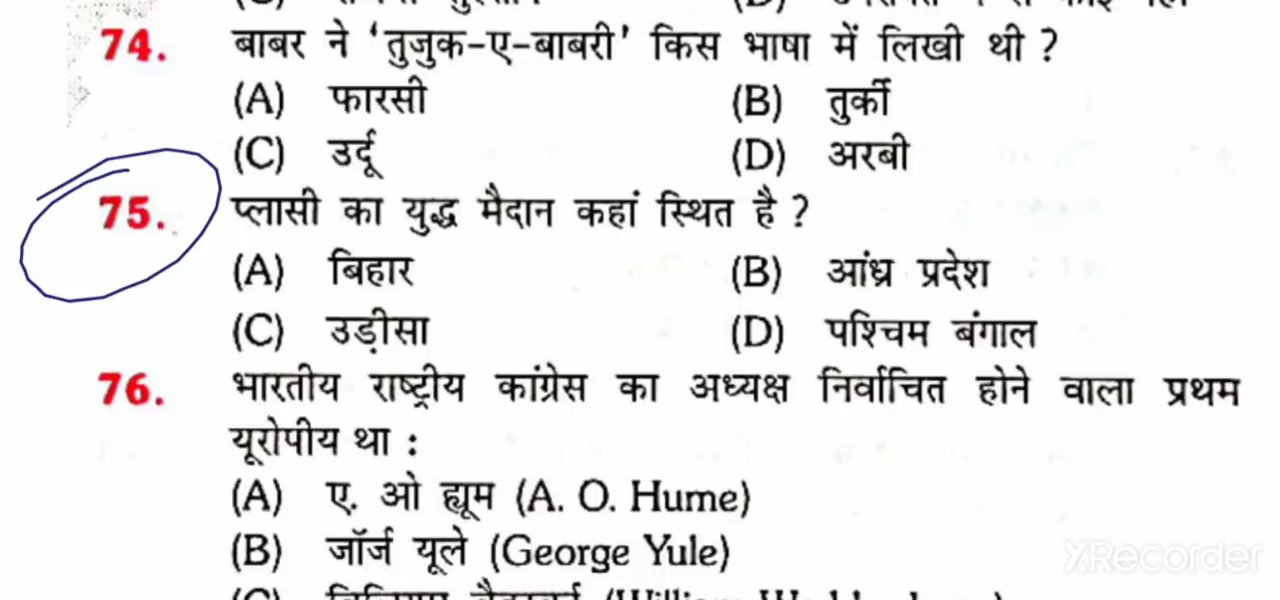 74. बाबर ने ‘तुजुक-ए-बाबरी’ किस भाषा में लिखी थी ?
(A) फारसी (B) तुर्की
(C) उर्दू (D) अरबी
75. प्लासी का युद्ध मैदान कहां स्थित है ?
(A) बिहार (B) आंध्र प्रदेश
(C) उड़ीसा (D) पश्चिम बंगाल
76. भारतीय राष्ट्रीय कांग्रेस का अध्यक्ष निर्वाचित होने वाला प्रथम
यूरोपीय था :
(A) ए. ओ ह्यूम (A. O. Hume)
(B) जॉर्ज यूले (George Yule)
XRecorder